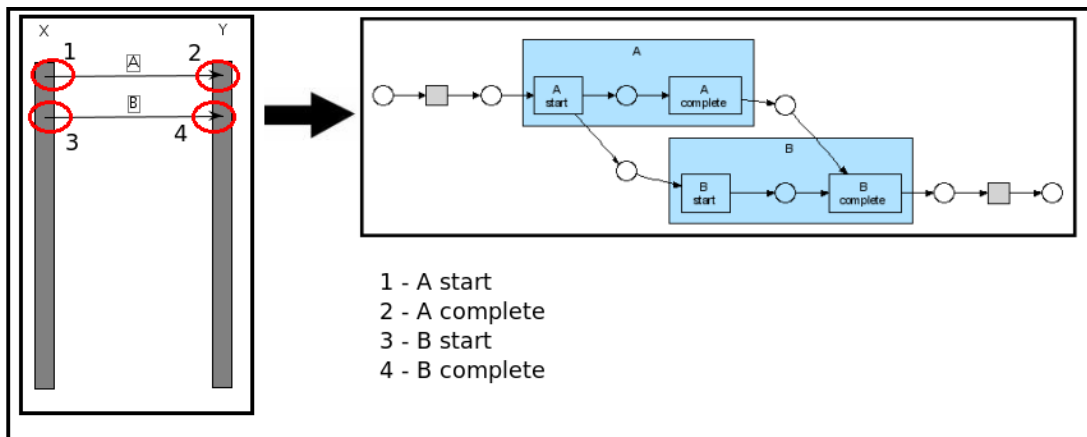 X
Y
1
2
A
B
3
4
A
A
start
A
complete
B
B
start
B
complete
1 - A start
2 - A complete
3 - B start
4 - B complete